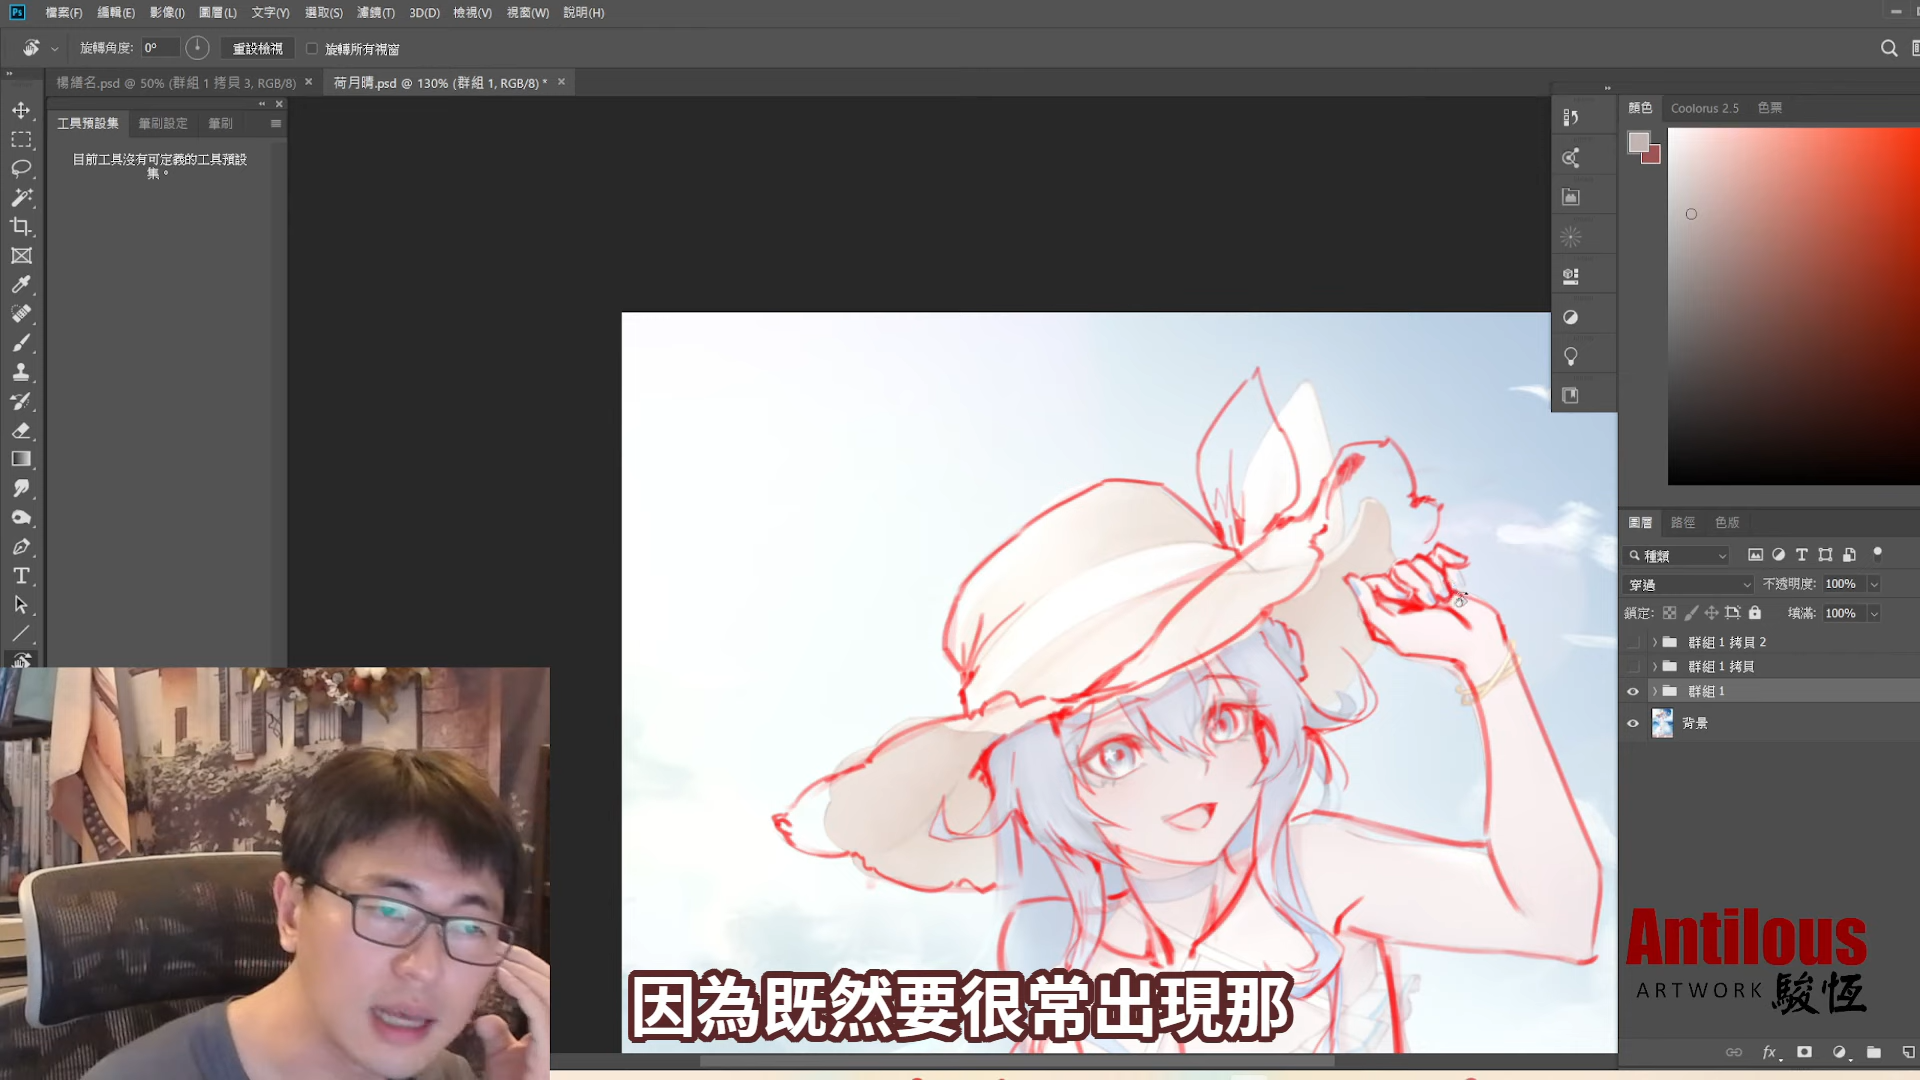 Ps 檔案(F) 編輯(E) 影像(I) 圖層(L) 文字(Y) 選取(S) 濾鏡(T) 3D(D) 檢視(V) 視窗(W) 說明(H)
旋轉角度: 0° 重設檢視 旋轉所有視窗
楊繕名.psd @ 50% (群組 1 拷貝 3, RGB/8) × 荷月晴.psd @ 130% (群組 1, RGB/8) * ×
工具預設集 筆刷設定 筆刷
目前工具沒有可定義的工具預設
集。
顏色 Coolorus 2.5 色票
圖層 路徑 色版
種類
穿過 不透明度: 100%
鎖定: 填滿: 100%
群組 1 拷貝 2
群組 1 拷貝
群組 1
背景
fx
Antilous
ARTWORK 駿恆
因為既然要很常出現那